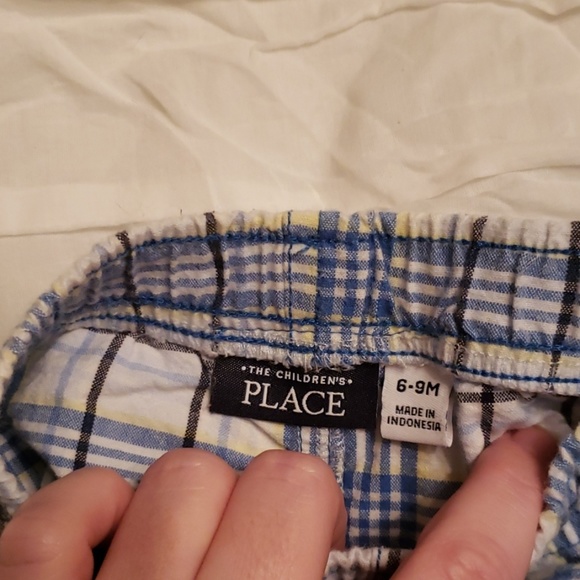 •THE CHILDREN'S•
PLACE
6-9M
MADE IN
INDONESIA